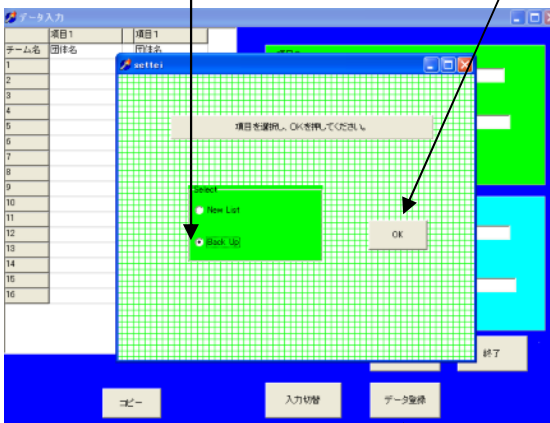 データ入力
項目1 項目1
チーム名 団体名 団体名
settei
項目を選択し、OKを押してください。
Select
New List
Back Up
OK
1
2
3
4
5
6
7
8
9
10
11
12
13
14
15
16
終了
コピー
入力切替
データ登録